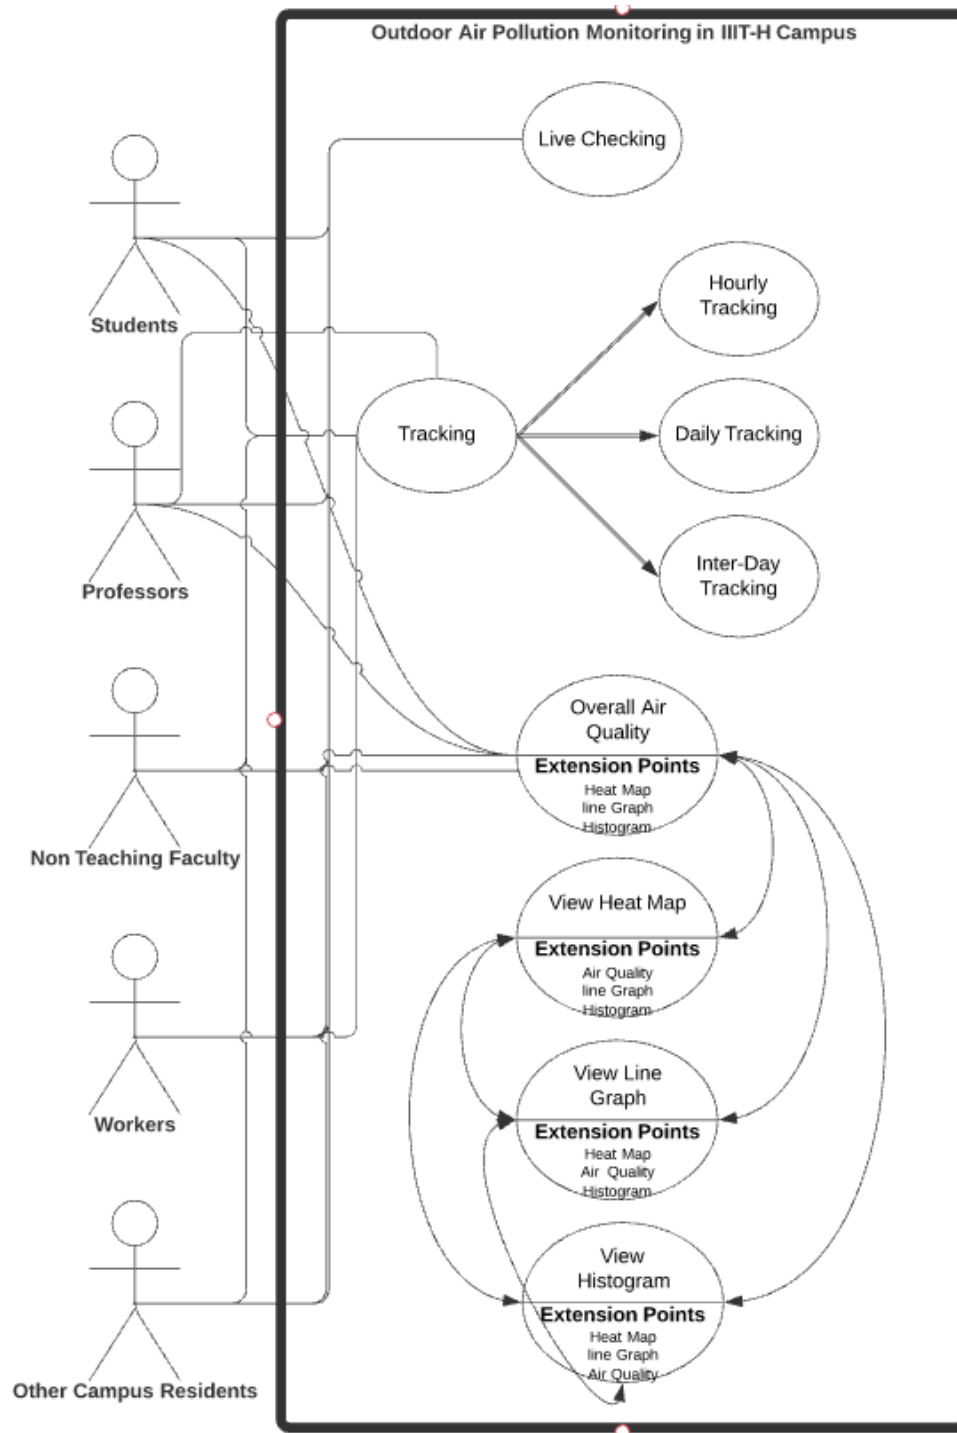 Outdoor Air Pollution Monitoring in IIIT-H Campus
Live Checking
Students
Hourly
Tracking
Tracking
Daily Tracking
Professors
Inter-Day
Tracking
Non Teaching Faculty
Overall Air
Quality
Extension Points
Heat Map
line Graph
Histogram
View Heat Map
Extension Points
Air Quality
line Graph
Histogram
Workers
View Line
Graph
Extension Points
Heat Map
Air Quality
Histogram
Other Campus Residents
View
Histogram
Extension Points
Heat Map
line Graph
Air Quality